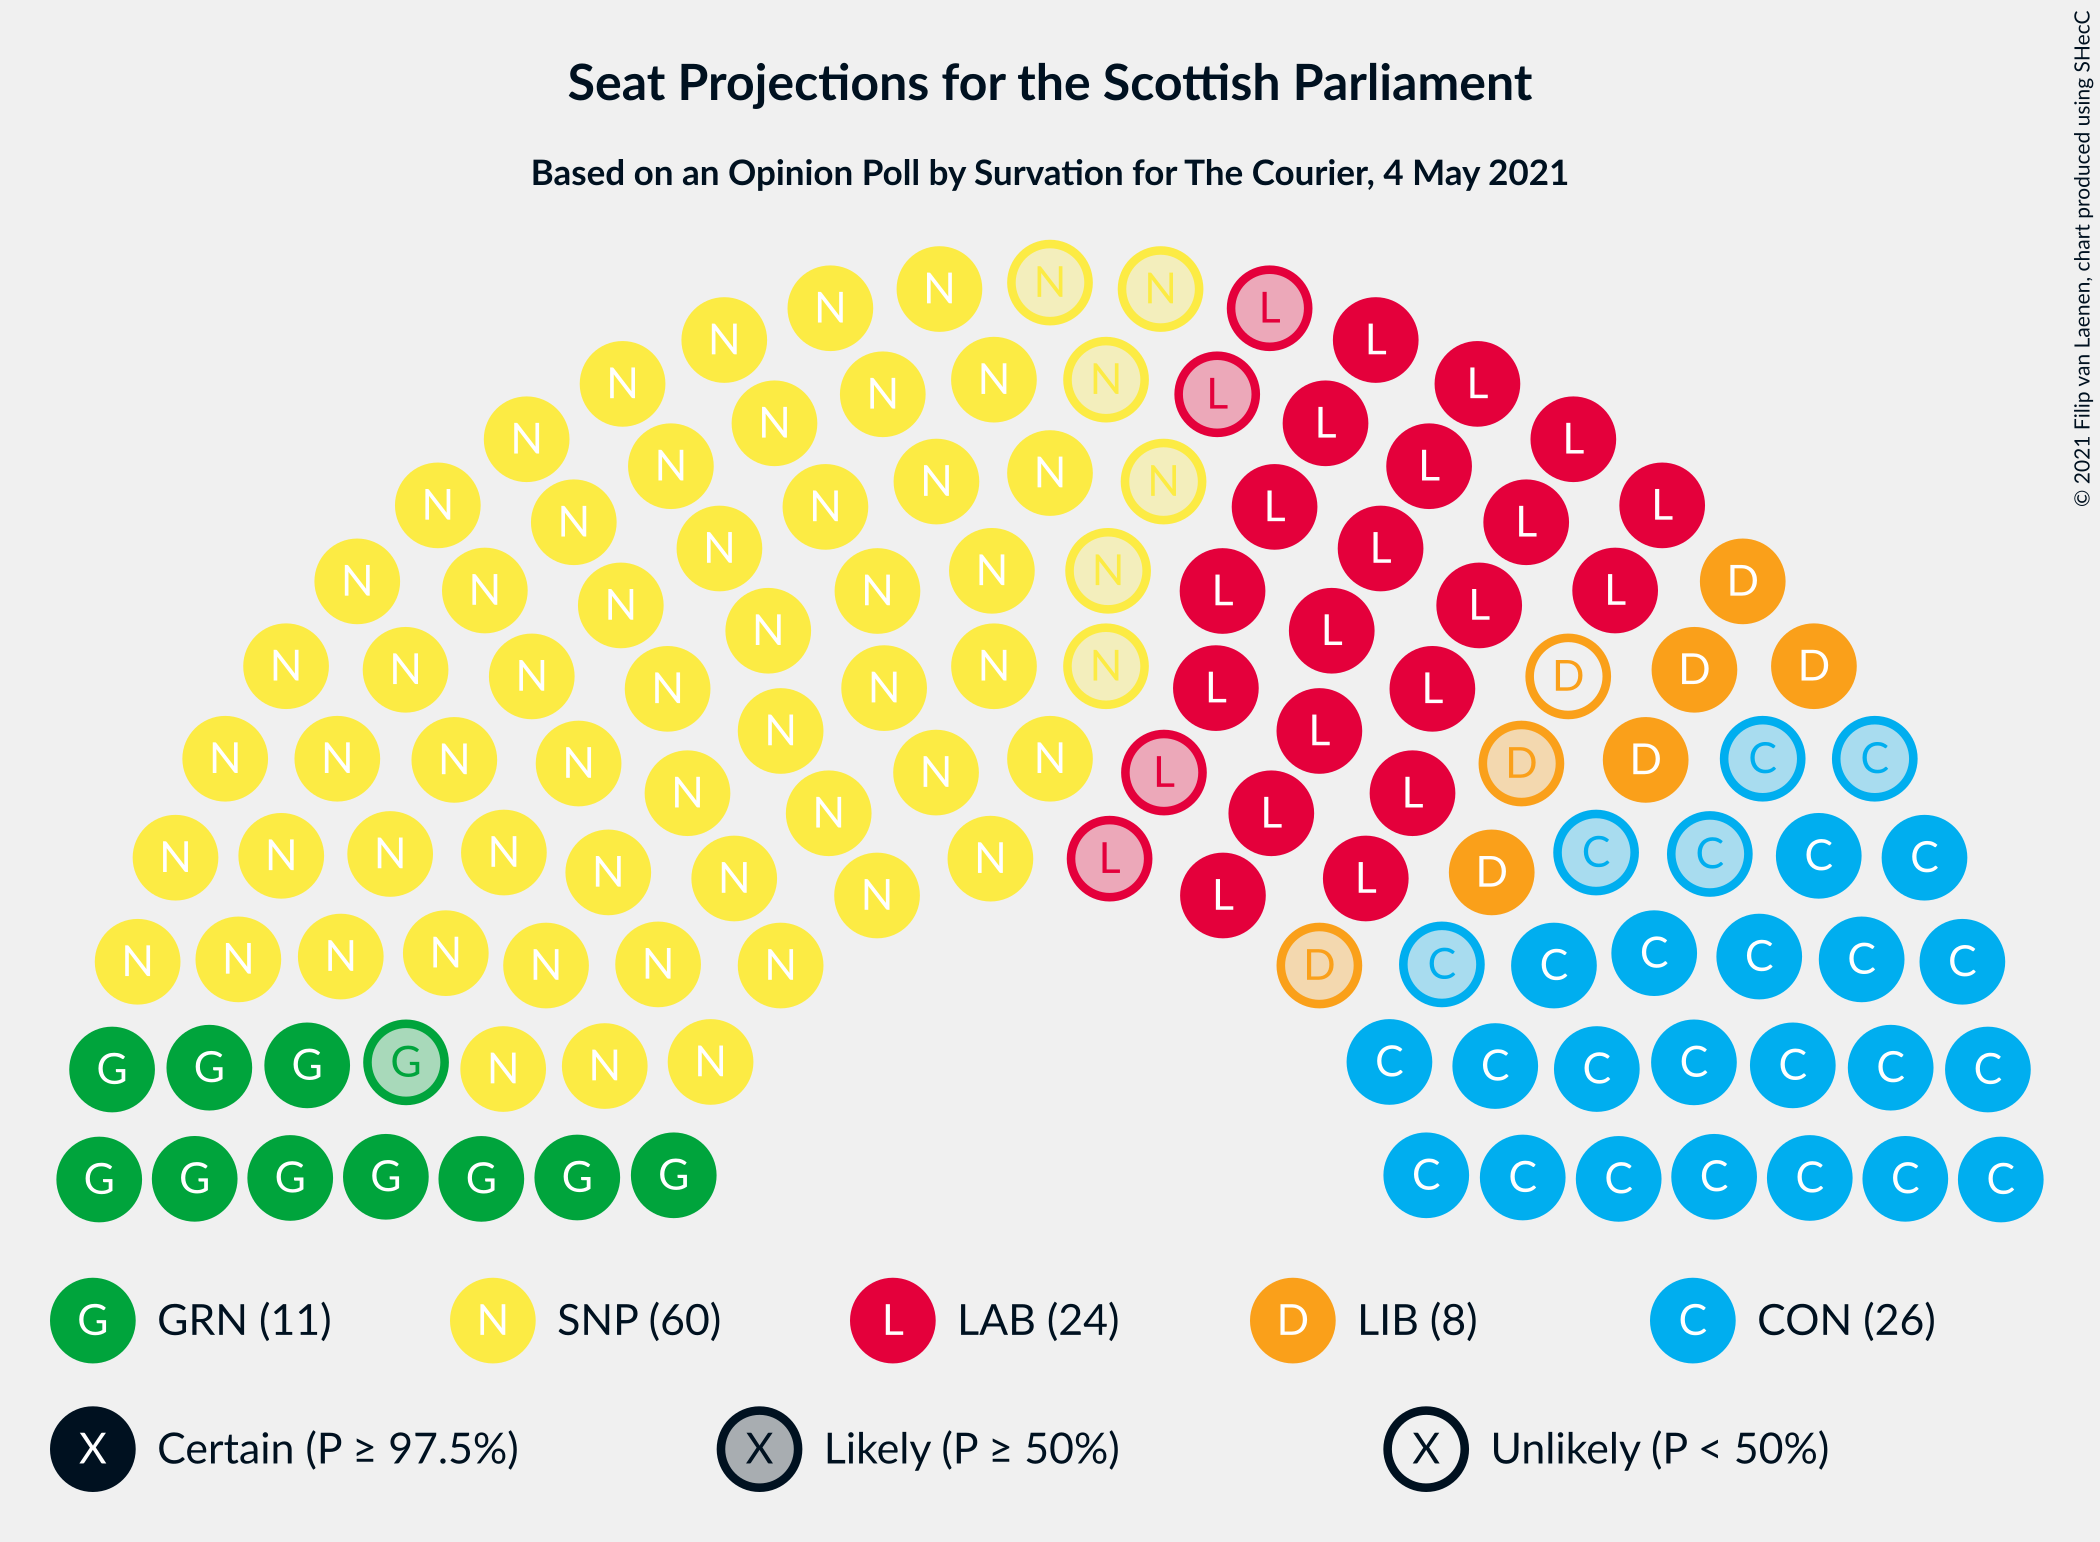 Seat Projections for the Scottish Parliament
Based on an Opinion Poll by Survation for The Courier, 4 May 2021
© 2021 Filip van Laenen, chart produced using SHecC
N N N N L
N N L L
N N N N L L
N N N L L L
N N N N L L
N N N L L L
N N N L L
N N N D
N N N L L L
N N N L L
N N N N D D
N N N D L L
N N N L L
N N N N D C C
N N N L L
N N L C
N N N N C C C C
N N L L
N N D L
N N L
N N N N C C C C
N N N D C C
G G G G N N N C C C C C C C
G G G G G G G C C C C C C C
G GRN (11) N SNP (60) L LAB (24) D LIB (8) C CON (26)
X Certain (P ≥ 97.5%) X Likely (P ≥ 50%) X Unlikely (P < 50%)